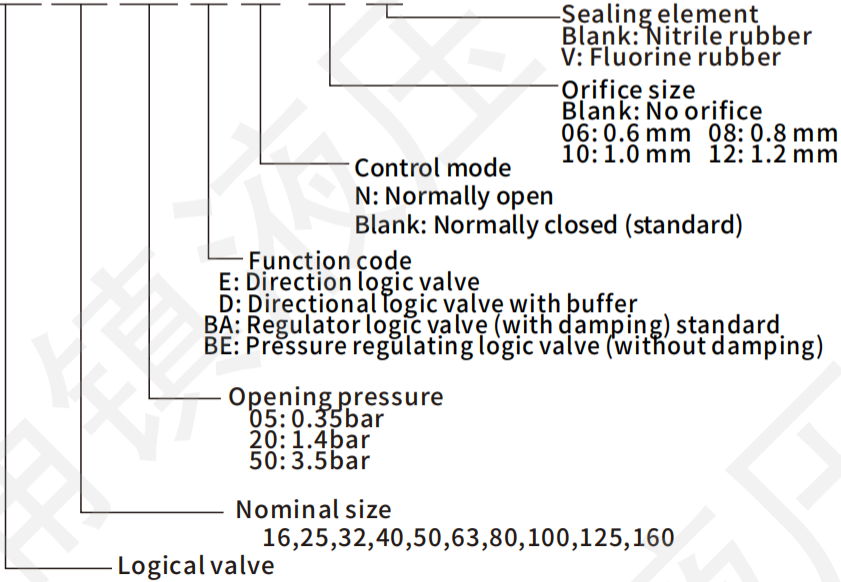 Sealing element
Blank: Nitrile rubber
V: Fluorine rubber
Orifice size
Blank: No orifice
06: 0.6 mm 08: 0.8 mm
10: 1.0 mm 12: 1.2 mm
Control mode
N: Normally open
Blank: Normally closed (standard)
Function code
E: Direction logic valve
D: Directional logic valve with buffer
BA: Regulator logic valve (with damping) standard
BE: Pressure regulating logic valve (without damping)
Opening pressure
05: 0.35bar
20: 1.4bar
50: 3.5bar
Nominal size
16,25,32,40,50,63,80,100,125,160
Logical valve
镇液压